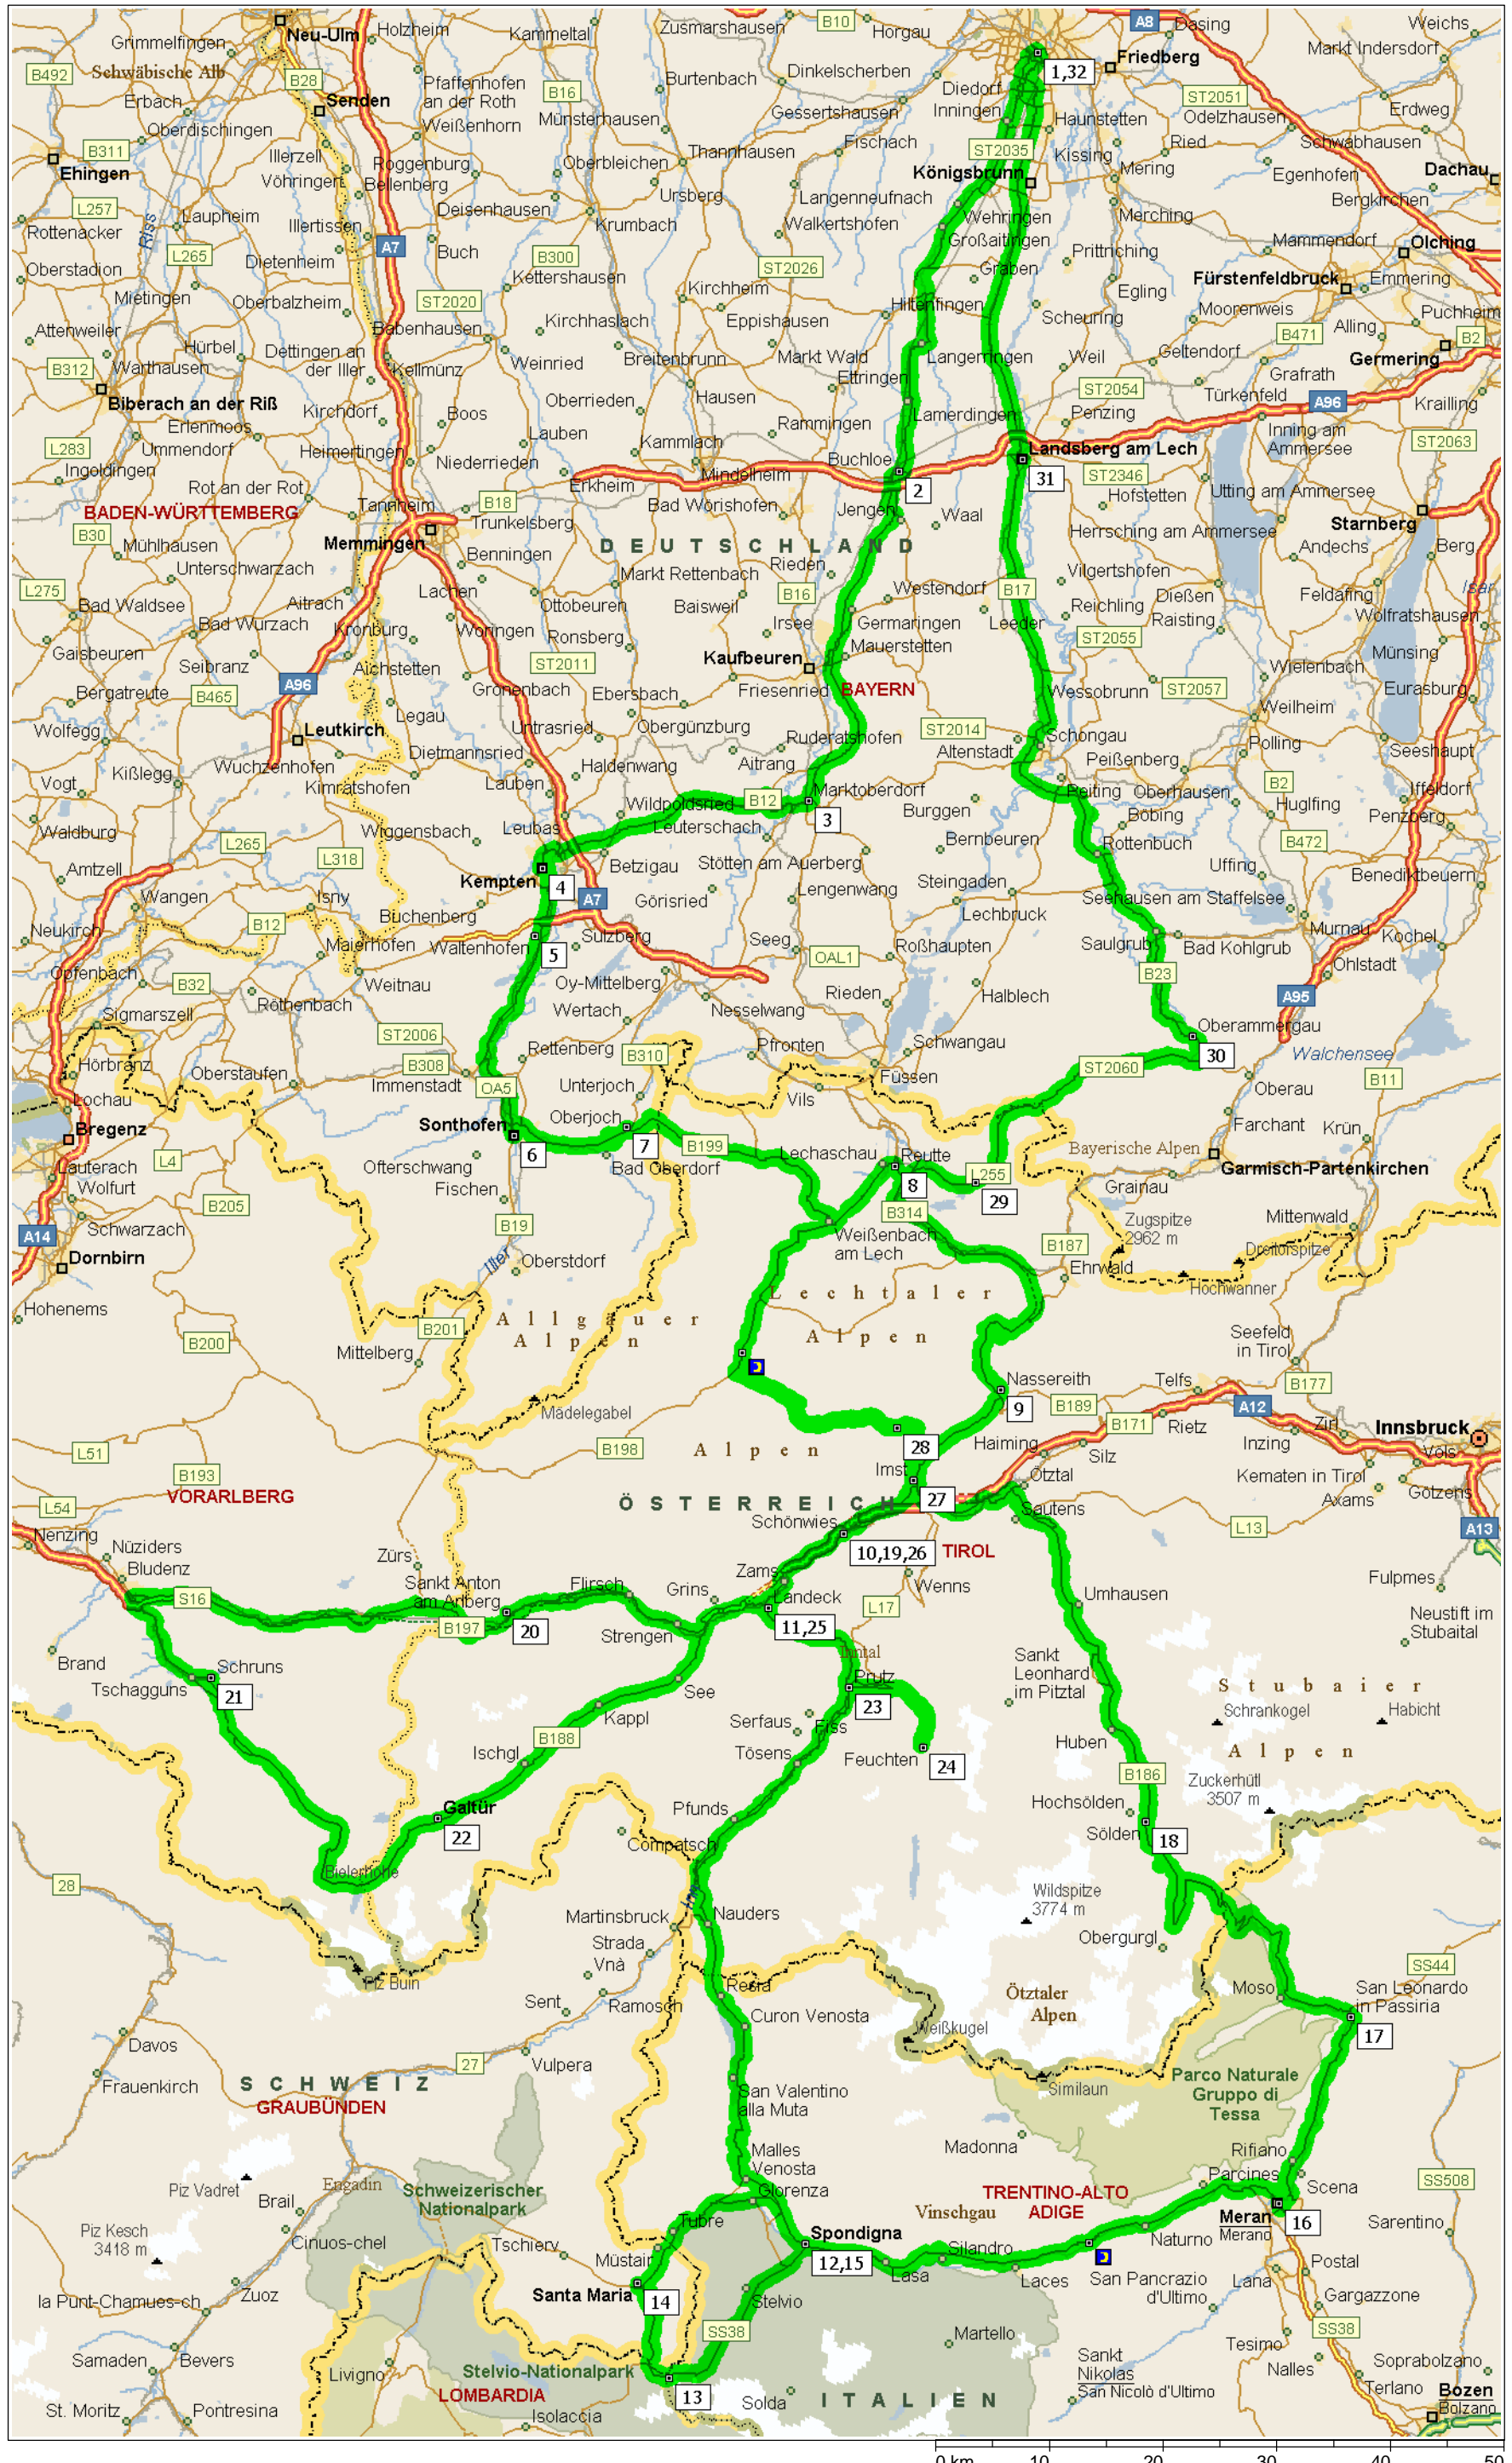 Neu-Ulm
Holzheim
Kammeltal
Zusmarshausen
B10
Horgau
A8
Dasing
Weichs
Grimmelfingen
Schwäbische Alb
B492
B28
Pfaffenhofen
an der Roth
Burtenbach
Dinkelscherben
Diedorf
1,32
Friedberg
Markt Indersdorf
Erbach
Senden
B16
Gessertshausen
Inningen
ST2051
Odelzhausen
Erdweg
Oberdischingen
Weißenhorn
Münsterhausen
Haunstetten
B311
Illerzell
Roggenburg
Oberbleichen
Thannhausen
Fischach
ST2035
Kissing
Ried
Schwabhausen
Ehingen
Vöhringen
Bellenberg
Ursberg
Königsbrunn
Mering
Egenhofen
Dachau
L257
Riss
Laupheim
Illertissen
Deisenhausen
Krumbach
Langenneufnach
Walkertshofen
Wehringen
Merching
Bergkirchen
Rottenacker
A7
Buch
Großaitingen
Prittriching
Mammendorf
Olching
L265
Dietenheim
B300
ST2026
Graben
Fürstenfeldbruck
Emmering
Oberstadion
Mietingen
Oberbalzheim
ST2020
Kettershausen
Kirchheim
Hiltenfingen
Egling
Moorenweis
Puchheim
Attenweiler
Babenhausen
Kirchhaslach
Eppishausen
Scheuring
B471
Alling
B2
B312
Warthausen
Hürbel
Dettingen an
der Iller
Kellmünz
Weinried
Breitenbrunn
Markt Wald
Langerringen
Weil
Geltendorf
Germering
Biberach an der Riß
Kirchdorf
Boos
Oberrieden
Hausen
Ettringen
Lamerdingen
ST2054
Türkenfeld
Grafrath
A96
Krailling
L283
Erlenmoos
Ummendorf
Heimertingen
Lauben
Kammlach
Rammingen
Penzing
Inning am
Ammersee
ST2063
Ingoldingen
Niederrieden
Erkheim
Mindelheim
Buchloe
2
Landsberg am Lech
31
ST2346
Rot an der Rot
BADEN-WÜRTTEMBERG
Tannheim
B18
Bad Wörishofen
Jengen
Waal
Hofstetten
Utting am Ammersee
Starnberg
B30
Mühlhausen
Memmingen
Trunkelsberg
DEUTSCHLAND
Herrsching am Ammersee
Andechs
Berg
Unterschwarzach
Benningen
Markt Rettenbach
Rieden
Vilgertshofen
L275
Bad Waldsee
Aitrach
Lachen
Ottobeuren
Baisweil
B16
Westendorf
B17
Dießen
Feldafing
Isar
Bad Wurzach
Kronburg
Woringen
Ronsberg
Irsee
Germaringen
Leeder
Reichling
Raisting
Wolfratshausen
Gaisbeuren
Seibranz
Aichstetten
ST2011
Kaufbeuren
Mauerstetten
ST2055
Wielenbach
Münsing
Bergatreute
B465
A96
Grönenbach
Ebersbach
Friesenried
BAYERN
Wessobrunn
ST2057
Eurasburg
Wolfegg
Leutkirch
Legau
Untrasried
Obergünzburg
Ruderatshofen
ST2014
Schongau
Weilheim
Wuchzenhofen
Dietmannsried
Aitrang
Altenstadt
Peißenberg
Polling
Seeshaupt
Vogt
Kißlegg
Kimratshofen
Lauben
Haldenwang
Marktoberdorf
Peiting
Oberhausen
B2
Iffeldorf
Waldburg
Wiggensbach
Leubas
Wildpoldsried
B12
3
Burggen
Böbing
Huglfing
Penzberg
L265
L318
Leuterschach
Bernbeuren
Rottenbuch
B472
Amtzell
Betzigau
Stötten am Auerberg
Uffing
Wangen
Isny
Kempten
4
A7
Görisried
Lengenwang
Steingaden
Benediktbeuern
Lechbruck
Seehausen am Staffelsee
Neukirch
B12
Buchenberg
Sulzberg
Seeg
Roßhaupten
Saulgrub
Bad Kohlgrub
Murnau
Kochel
Maierhofen
Waltenhofen
5
OAL1
B23
Opfenbach
B32
Weitnau
Oy-Mittelberg
Rieden
Halblech
Ohlstadt
Röthenbach
Wertach
Nesselwang
A95
Sigmarszell
ST2006
Rettenberg
B310
Pfronten
Schwangau
Oberammergau
30
Walchensee
Hörbranz
Oberstaufen
B308
Immenstadt
OA5
Unterjoch
Füssen
ST2060
Oberau
B11
Lochau
Vils
Bregenz
Sonthofen
6
Oberjoch
7
B199
Farchant
Krün
L4
Lauterach
Ofterschwang
Bad Oberdorf
Lechaschau
Reutte
8
L255
29
Bayerische Alpen
Garmisch-Partenkirchen
Wolfurt
Fischen
Grainau
B205
Schwarzach
B19
B314
Zugspitze
2962 m
Mittenwald
A14
Dornbirn
Iller
Oberstdorf
Weißenbach
am Lech
B187
Ehrwald
Dreitorspitze
Hochwanner
Hohenems
Allgäuer
Alpen
Lechtaler
Alpen
B200
B201
Mittelberg
Seefeld
in Tirol
Mädelegabel
Nassereith
9
B189
Telfs
B177
L51
B198
Alpen
28
Haiming
B171
Rietz
A12
Zirl
Innsbruck
B193
VORARLBERG
Imst
27
Silz
Inzing
Völs
ÖSTERREICH
Ötztal
Kematen in Tirol
Götzens
L54
Schönwies
Sautens
Axams
Nenzing
Nüziders
10,19,26
TIROL
L13
A13
Bludenz
Zürs
Zams
Wenns
S16
Sankt Anton
am Arlberg
Flirsch
Grins
Landeck
Umhausen
Fulpmes
B197
20
Strengen
11,25
L17
Neustift im
Stubaital
Brand
Schruns
Inntal
Sankt
Leonhard
im Pitztal
Tschagguns
21
See
Prutz
23
Stubaier
Alpen
Kappl
Serfaus
Fiss
Schrankogel
Habicht
B188
Tösens
Feuchten
24
Huben
Ischgl
B186
Zuckerhütl
3507 m
Galtür
22
Pfunds
Hochsölden
Sölden
18
Compatsch
Bielerhöhe
28
Inn
Wildspitze
3774 m
Martinsbruck
Nauders
Obergurgl
Strada
Vnà
Piz Buin
Resia
SS44
Sent
Ramosch
Moso
San Leonardo
in Passiria
Curon Venosta
Ötztaler
Alpen
17
Davos
27
Vulpera
Weißkugel
Frauenkirch
SCHWEIZ
GRAUBÜNDEN
San Valentino
alla Muta
Similaun
Parco Naturale
Gruppo di
Tessa
Madonna
Rifiano
Piz Vadret
Engadin
Schweizerischer
Nationalpark
Malles
Venosta
Parcines
Scena
SS508
Brail
Glorenza
TRENTINO-ALTO
ADIGE
Vinschgau
Piz Kesch
3418 m
Cinuos-chel
Tubre
Spondigna
Meran
Merano
16
Sarentino
Tschierv
Müstair
12,15
Silandro
Naturno
Lasa
Laces
Postal
Zuoz
Santa Maria
14
Stelvio
San Pancrazio
d'Ultimo
Lana
Gargazzone
la Punt-Chamues-ch
SS38
Martello
SS38
Tesimo
Samaden
Bevers
Livigno
Stelvio-Nationalpark
Sankt
Nikolas
San Nicolò d'Ultimo
Nalles
Soprabolzano
LOMBARDIA
13
Solda
ITALIEN
Terlano
Bozen
Bolzano
St. Moritz
Pontresina
Isolaccia
0 km
10
20
30
40
50